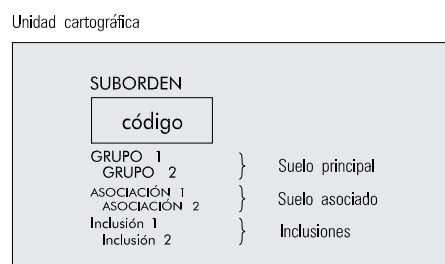 Unidad cartográfica
SUBORDEN
código
GRUPO 1
GRUPO 2
} Suelo principal
ASOCIACIÓN 1
ASOCIACIÓN 2
} Suelo asociado
Inclusión 1
Inclusión 2
} Inclusiones